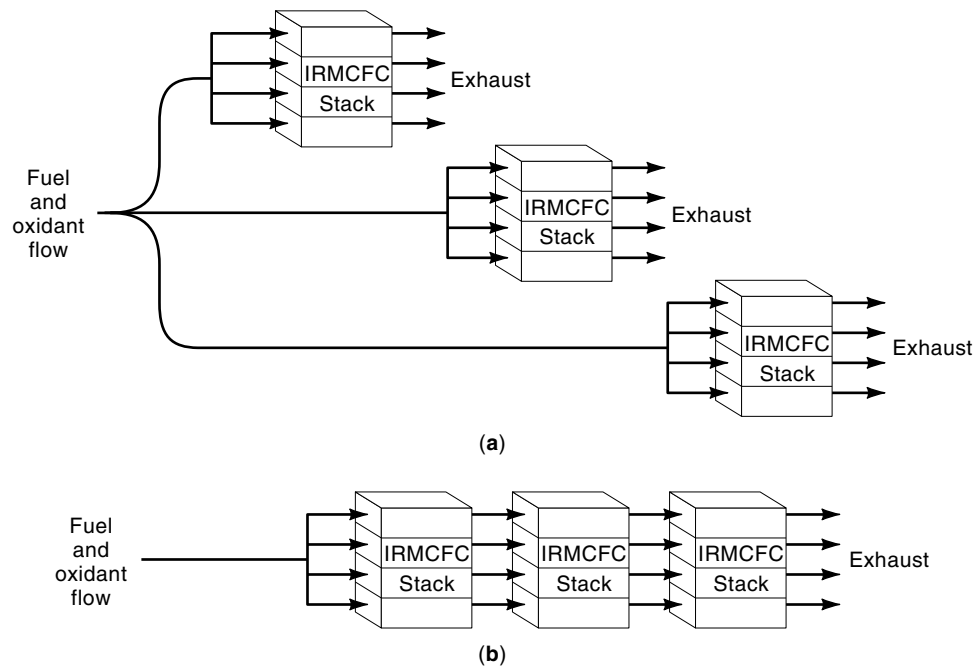 IRMCFC
Stack
Exhaust
Fuel
and
oxidant
flow
IRMCFC
Stack
Exhaust
IRMCFC
Stack
Exhaust
(a)
Fuel
and
oxidant
flow
IRMCFC
Stack
IRMCFC
Stack
IRMCFC
Stack
Exhaust
(b)